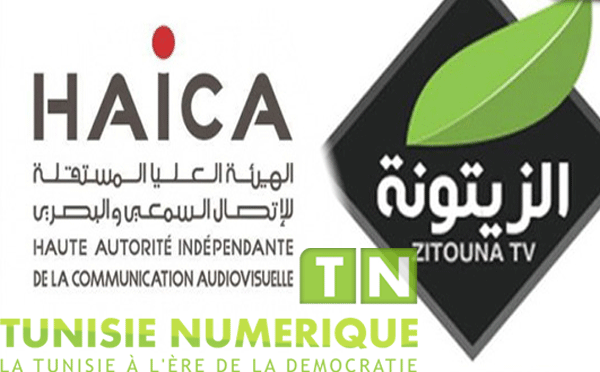 HAICA
الهيئة العليا المستقلة
للإتصال السمعي والبصري
HAUTE AUTORITÉ INDÉPENDANTE
DE LA COMMUNICATION AUDIOVISUELLE
الزيتونة
ZITOUNA TV
TN
TUNISIE NUMERIQUE
LA TUNISIE À L'ÈRE DE LA DEMOCRATIE